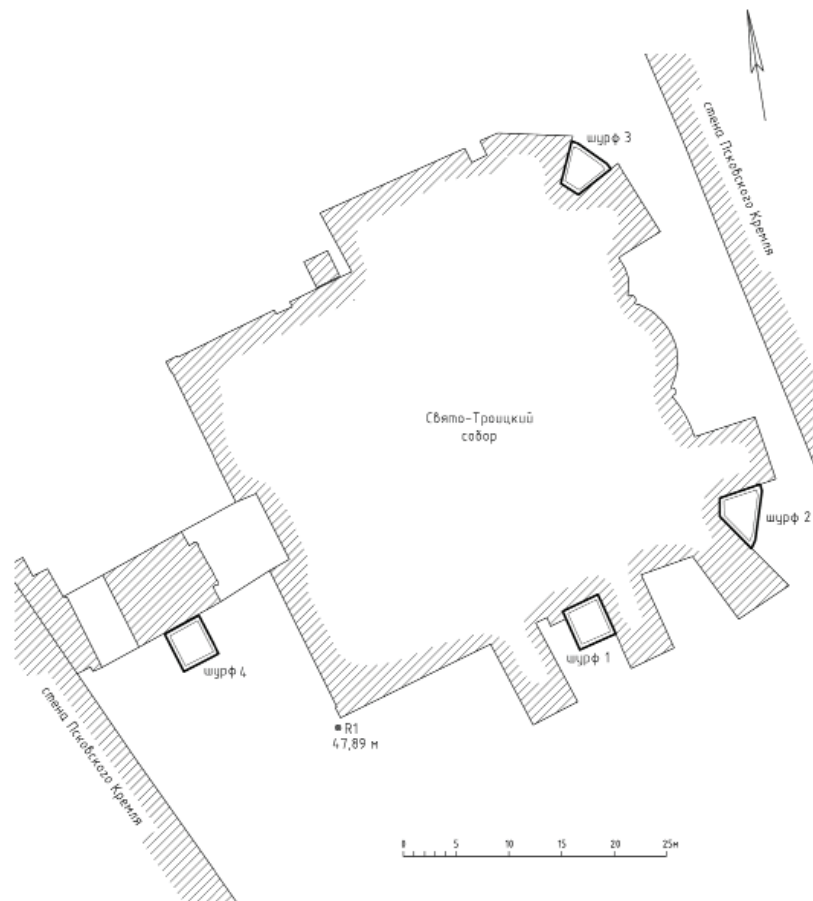 шурф 3
стена Псковского Кремля
Свято-Троицкий
собор
шурф 2
шурф 1
шурф 4
стена Псковского Кремля
R1
47,89 м
0 5 10 15 20 25м